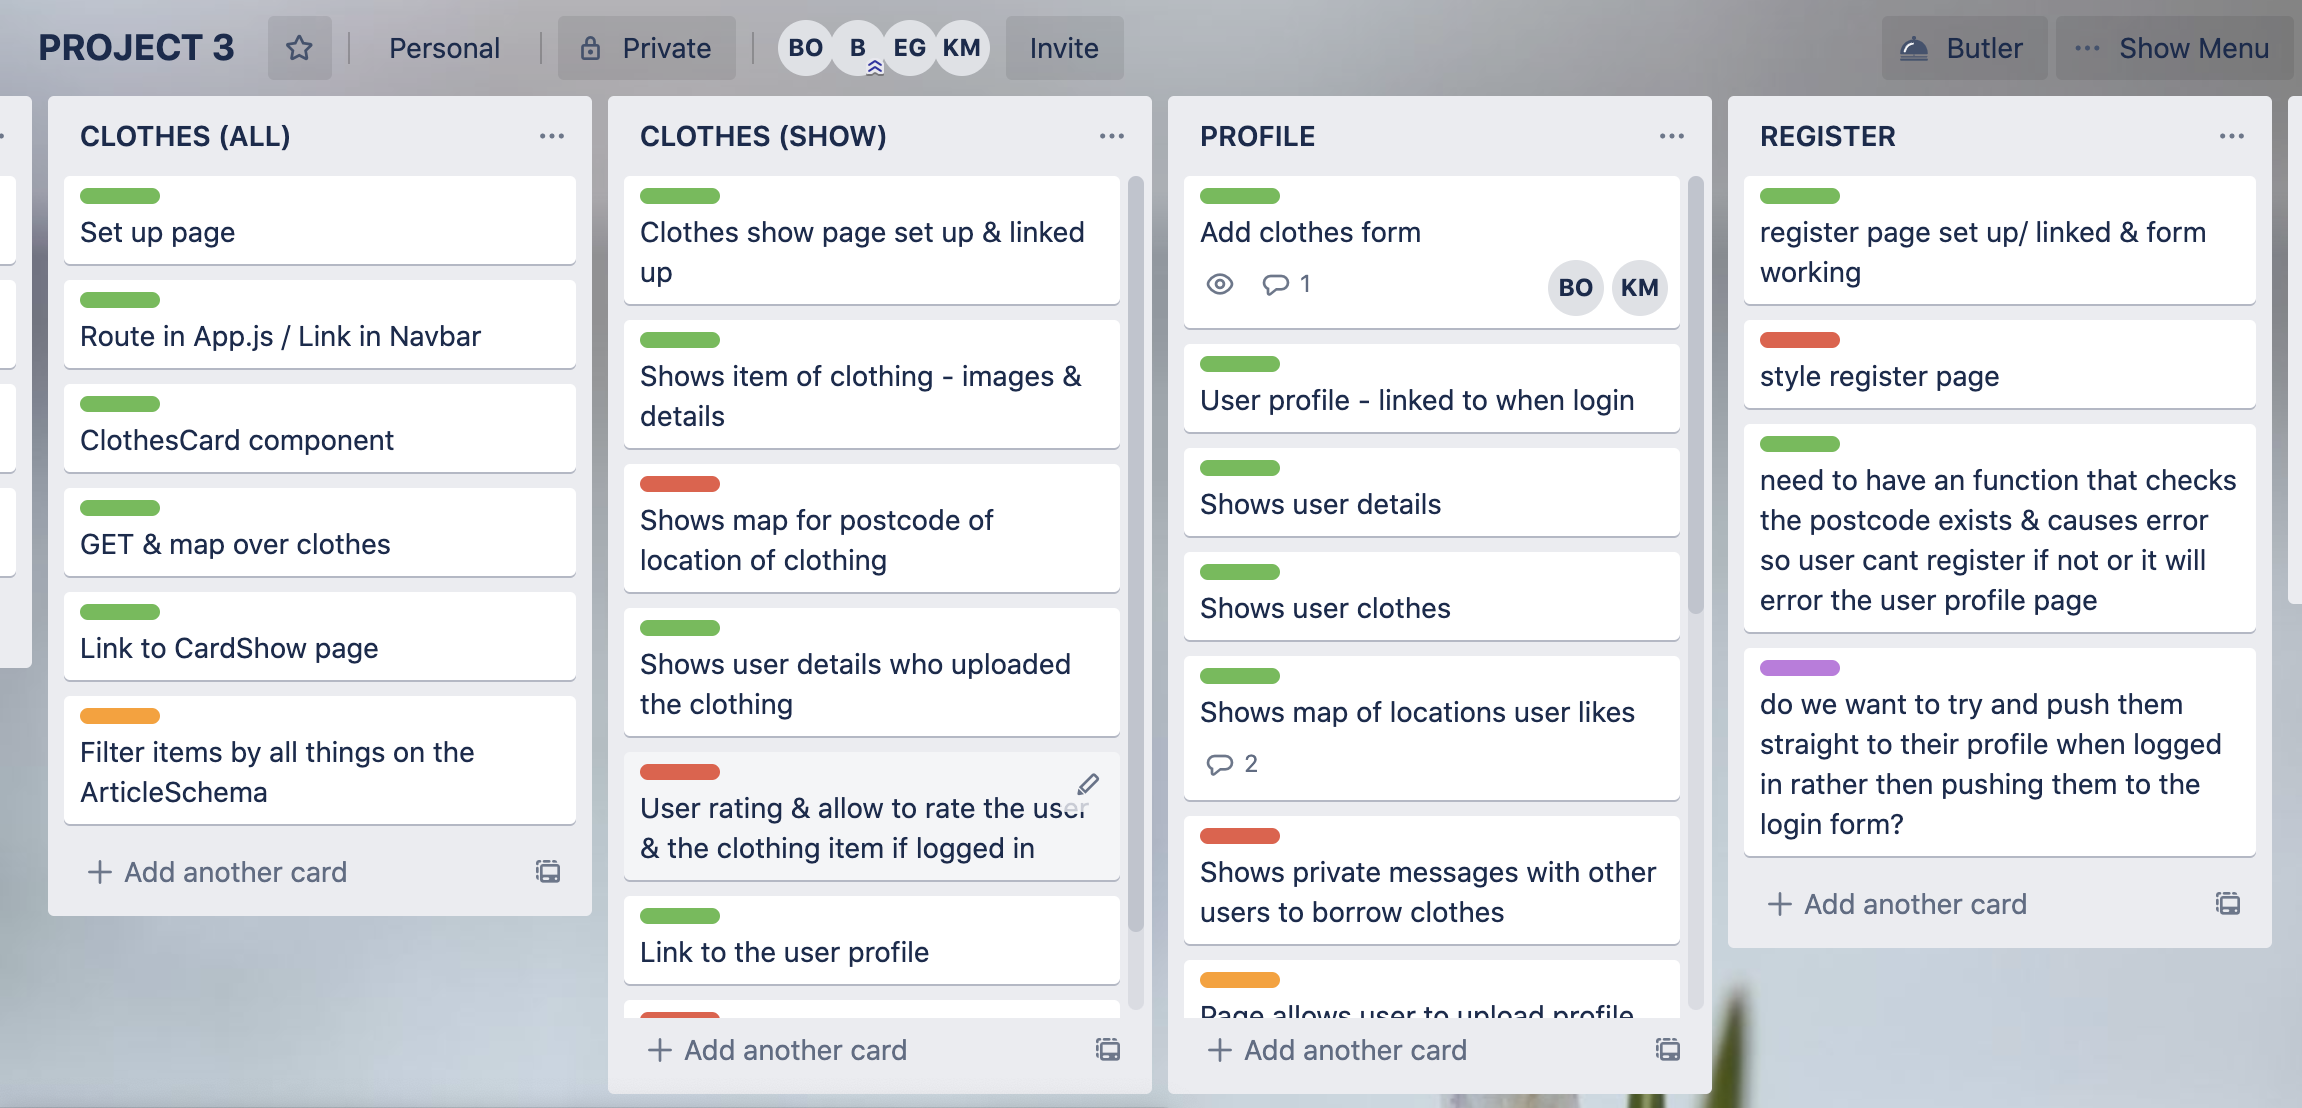 PROJECT 3
Personal
Private
BO
B
EG
KM
Invite
Butler
Show Menu
CLOTHES (ALL)
Set up page
Route in App.js / Link in Navbar
ClothesCard component
GET & map over clothes
Link to CardShow page
Filter items by all things on the
ArticleSchema
Add another card
CLOTHES (SHOW)
Clothes show page set up & linked
up
Shows item of clothing - images &
details
Shows map for postcode of
location of clothing
Shows user details who uploaded
the clothing
User rating & allow to rate the user
& the clothing item if logged in
Link to the user profile
Add another card
PROFILE
Add clothes form
1
BO
KM
User profile - linked to when login
Shows user details
Shows user clothes
Shows map of locations user likes
2
Shows private messages with other
users to borrow clothes
Page allows user to upload profile
Add another card
REGISTER
register page set up/ linked & form
working
style register page
need to have an function that checks
the postcode exists & causes error
so user cant register if not or it will
error the user profile page
do we want to try and push them
straight to their profile when logged
in rather then pushing them to the
login form?
Add another card